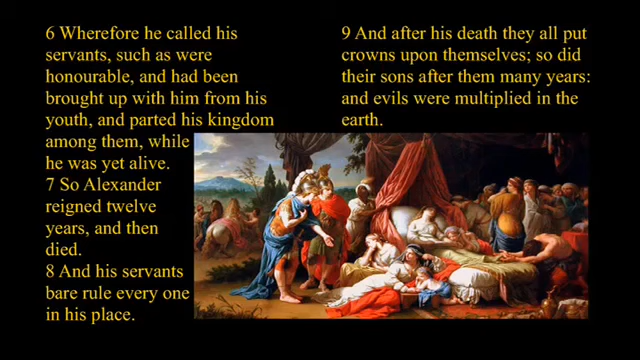 6 Wherefore he called his
servants, such as were
honourable, and had been
brought up with him from his
youth, and parted his kingdom
among them, while
he was yet alive.
7 So Alexander
reigned twelve
years, and then
died.
8 And his servants
bare rule every one
in his place.
9 And after his death they all put
crowns upon themselves; so did
their sons after them many years:
and evils were multiplied in the
earth.